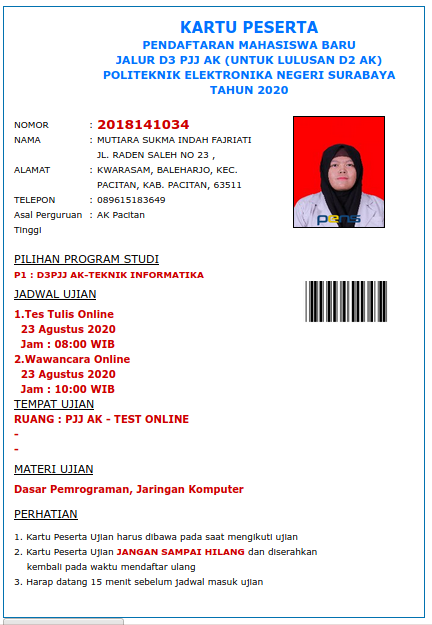 KARTU PESERTA
PENDAFTARAN MAHASISWA BARU
JALUR D3 PJJ AK (UNTUK LULUSAN D2 AK)
POLITEKNIK ELEKTRONIKA NEGERI SURABAYA
TAHUN 2020
NOMOR : 2018141034
NAMA : MUTIARA SUKMA INDAH FAJRIATI
JL. RADEN SALEH NO 23 ,
ALAMAT : KWARASAM, BALEHARJO, KEC.
PACITAN, KAB. PACITAN, 63511
TELEPON : 089615183649
Asal Perguruan : AK Pacitan
Tinggi
pens
PILIHAN PROGRAM STUDI
P1 : D3PJJ AK-TEKNIK INFORMATIKA
JADWAL UJIAN
1.Tes Tulis Online
23 Agustus 2020
Jam : 08:00 WIB
2.Wawancara Online
23 Agustus 2020
Jam : 10:00 WIB
TEMPAT UJIAN
RUANG : PJJ AK - TEST ONLINE
-
-
MATERI UJIAN
Dasar Pemrograman, Jaringan Komputer
PERHATIAN
1. Kartu Peserta Ujian harus dibawa pada saat mengikuti ujian
2. Kartu Peserta Ujian JANGAN SAMPAI HILANG dan diserahkan
kembali pada waktu mendaftar ulang
3. Harap datang 15 menit sebelum jadwal masuk ujian